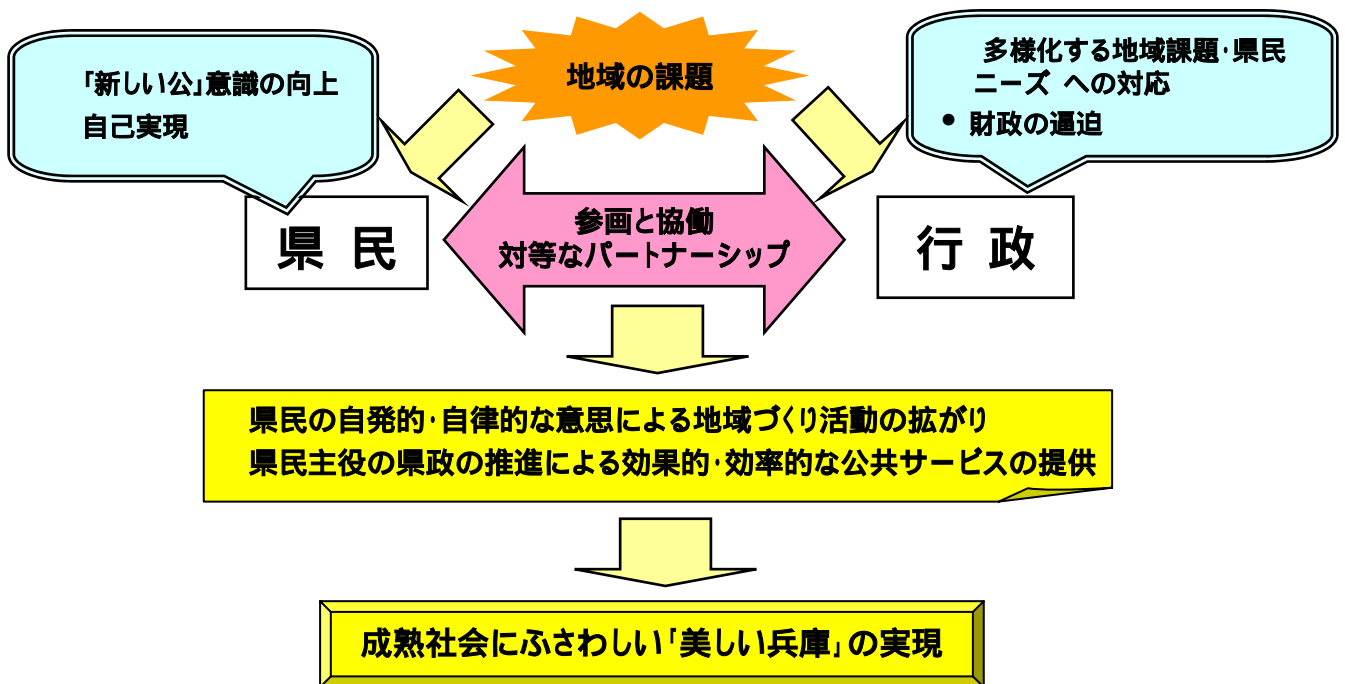 地域の課題
「新しい公」意識の向上
自己実現
多様化する地域課題・県民
ニーズ への対応
• 財政の逼迫
県 民
参画と協働
対等なパートナーシップ
行 政
県民の自発的・自律的な意思による地域づくり活動の拡がり
県民主役の県政の推進による効果的・効率的な公共サービスの提供
成熟社会にふさわしい「美しい兵庫」の実現